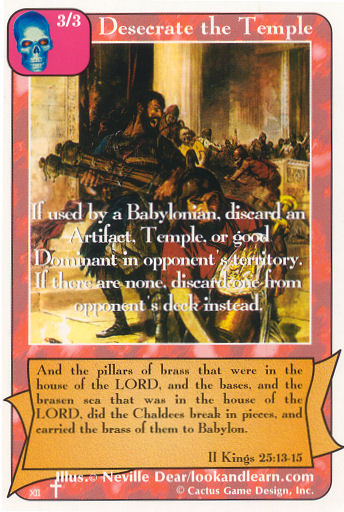 3/3
Desecrate the Temple
If used by a Babylonian, discard an
Artifact, Temple, or good
Dominant in opponent's territory.
If there are none, discard one from
opponent's deck instead.
And the pillars of brass that were in the
house of the LORD, and the bases, and the
brasen sea that was in the house of the
LORD, did the Chaldees break in pieces, and
carried the brass of them to Babylon.
II Kings 25:13-15
Illus. © Neville Dear/lookandlearn.com
XII
© Cactus Game Design, Inc.